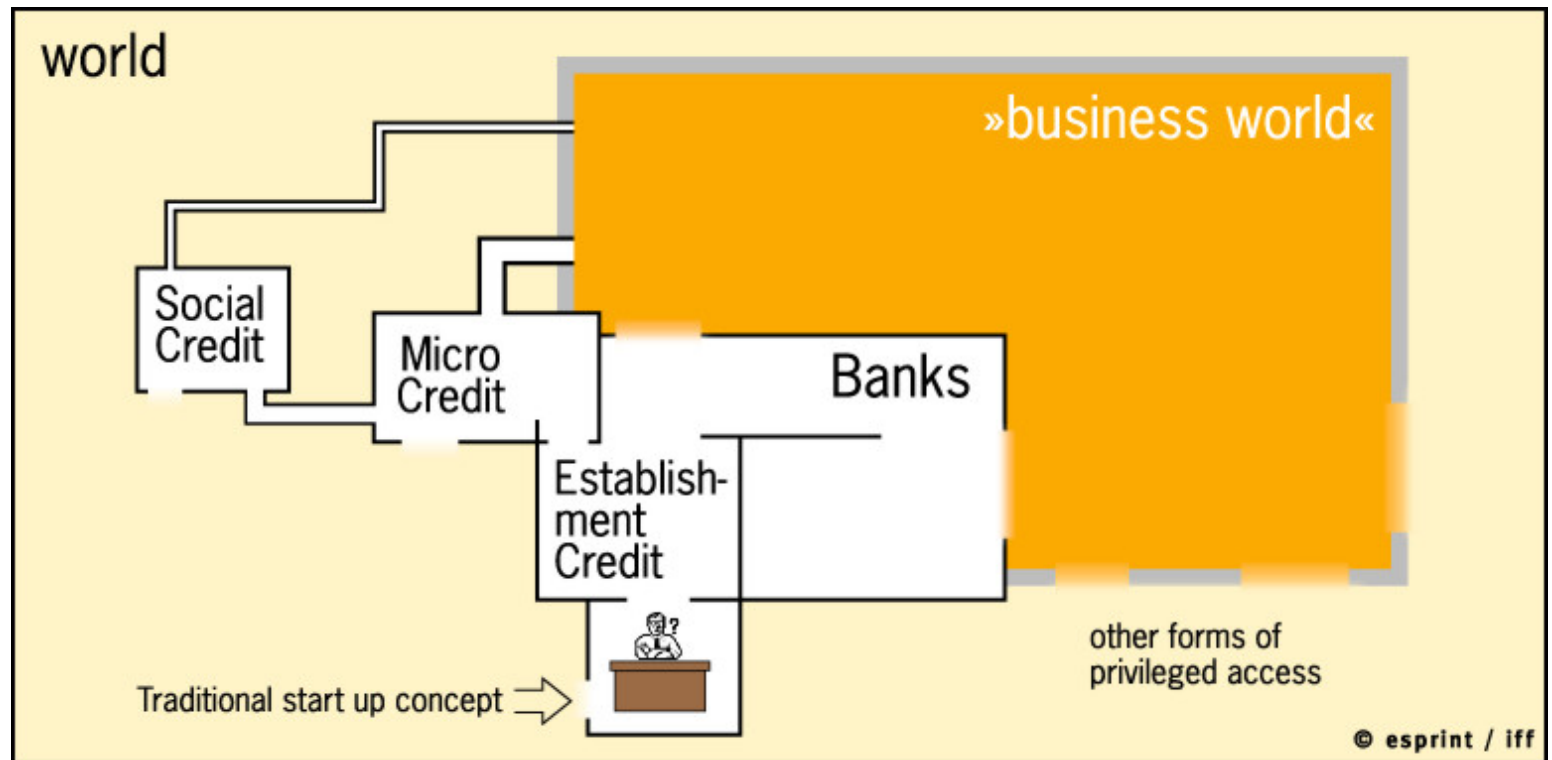 world
»business world«
Social
Credit
Micro
Credit
Banks
Establish-
ment
Credit
?
other forms of
privileged access
Traditional start up concept
© esprint / iff